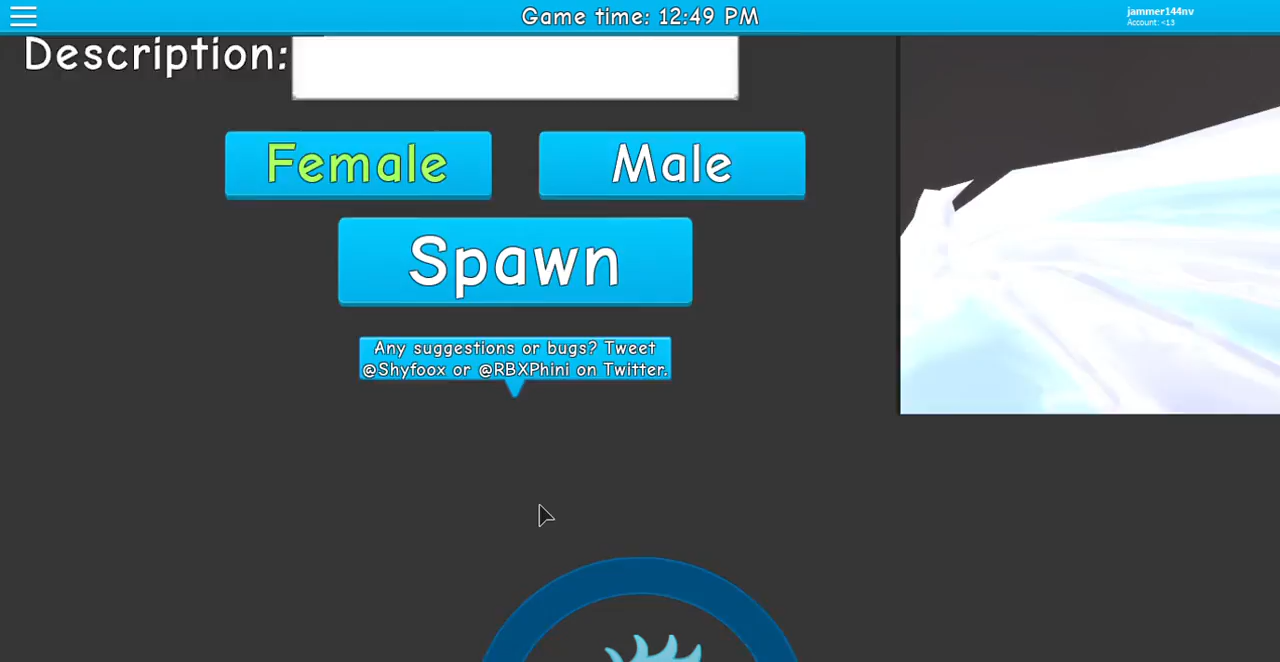 Game time: 12:49 PM
jammer144nv
Account: <13
Description:
Female
Male
Spawn
Any suggestions or bugs? Tweet
@Shyfoox or @RBXPhini on Twitter.